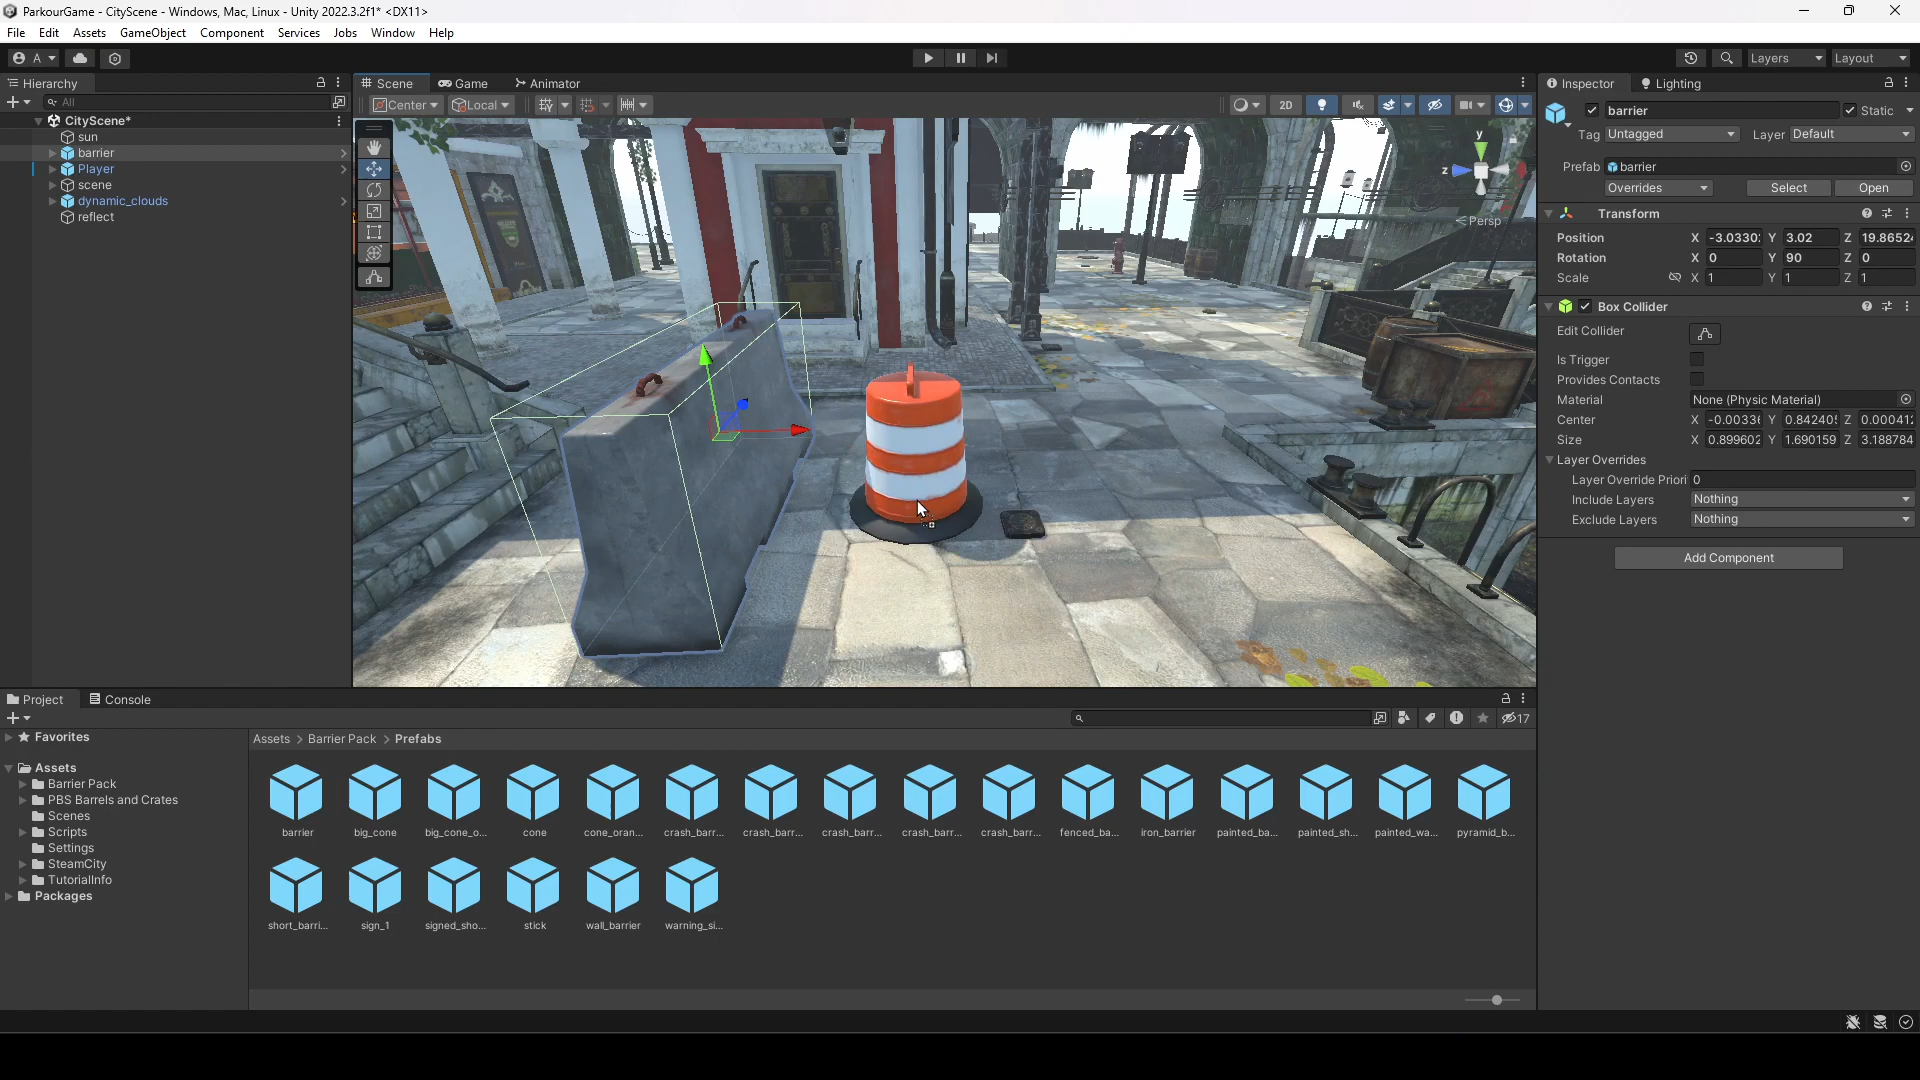 ParkourGame - CityScene - Windows, Mac, Linux - Unity 2022.3.2f1* <DX11>
File Edit Assets GameObject Component Services Jobs Window Help
A Layers Layout
Hierarchy
All
CityScene*
sun
barrier
Player
scene
dynamic_clouds
reflect
Scene Game Animator
Center Local 2D
y
z
Persp
Inspector Lighting
barrier Static
Tag Untagged Layer Default
Prefab barrier
Overrides Select Open
Transform
Position X -3.0330 Y 3.02 Z 19.8652
Rotation X 0 Y 90 Z 0
Scale X 1 Y 1 Z 1
Box Collider
Edit Collider
Is Trigger
Provides Contacts
Material None (Physic Material)
Center X -0.0033 Y 0.84240 Z 0.00041
Size X 0.899602 Y 1.690159 Z 3.188784
Layer Overrides
Layer Override Priori 0
Include Layers Nothing
Exclude Layers Nothing
Add Component
Project Console
17
Favorites
Assets
Barrier Pack
PBS Barrels and Crates
Scenes
Scripts
Settings
SteamCity
TutorialInfo
Packages
Assets > Barrier Pack > Prefabs
barrier big_cone big_cone_o... cone cone_oran... crash_barr... crash_barr... crash_barr... crash_barr... crash_barr... fenced_ba... iron_barrier painted_ba... painted_sh... painted_wa... pyramid_b...
short_barri... sign_1 signed_sho... stick wall_barrier warning_si...